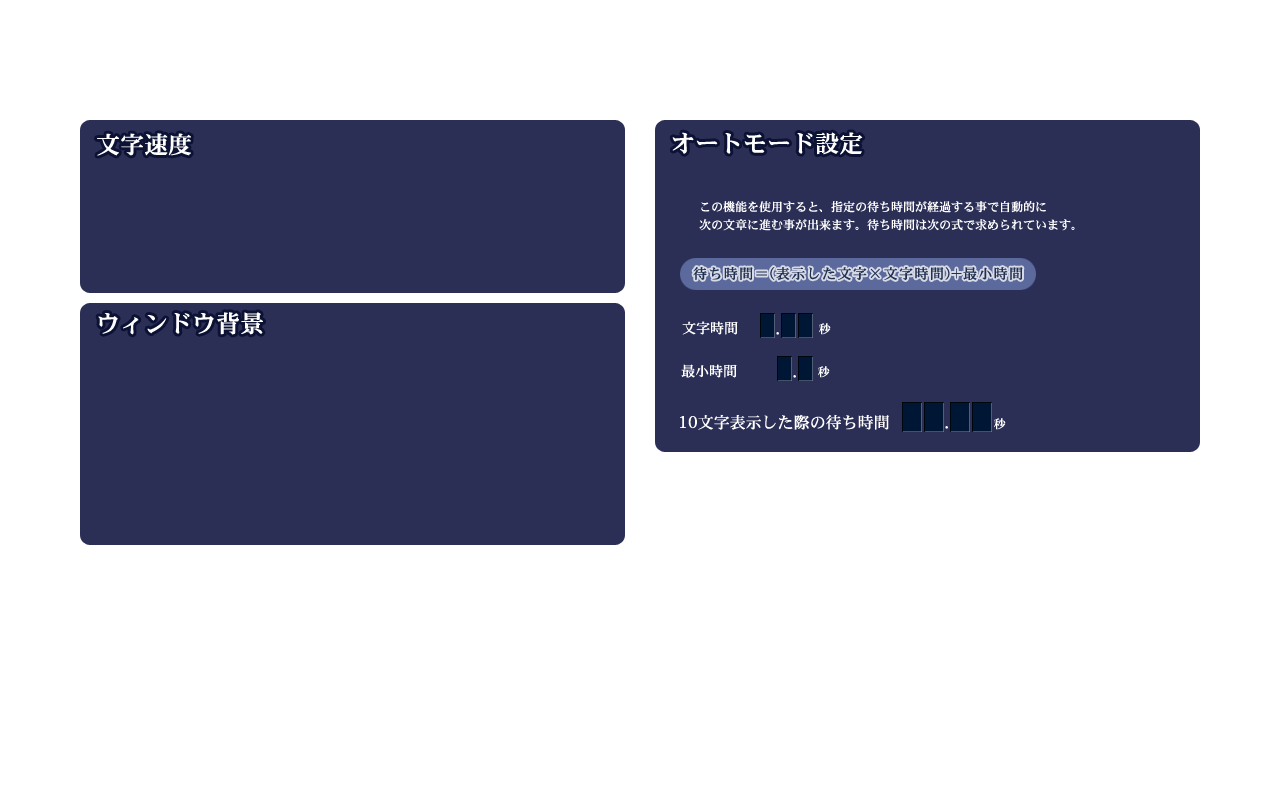 文字速度
ウィンドウ背景
オートモード設定
この機能を使用すると、指定の待ち時間が経過する事で自動的に
次の文章に進む事が出来ます。待ち時間は次の式で求められています。
待ち時間＝(表示した文字×文字時間)＋最小時間
文字時間 . 秒
最小時間 . 秒
10文字表示した際の待ち時間 . 秒